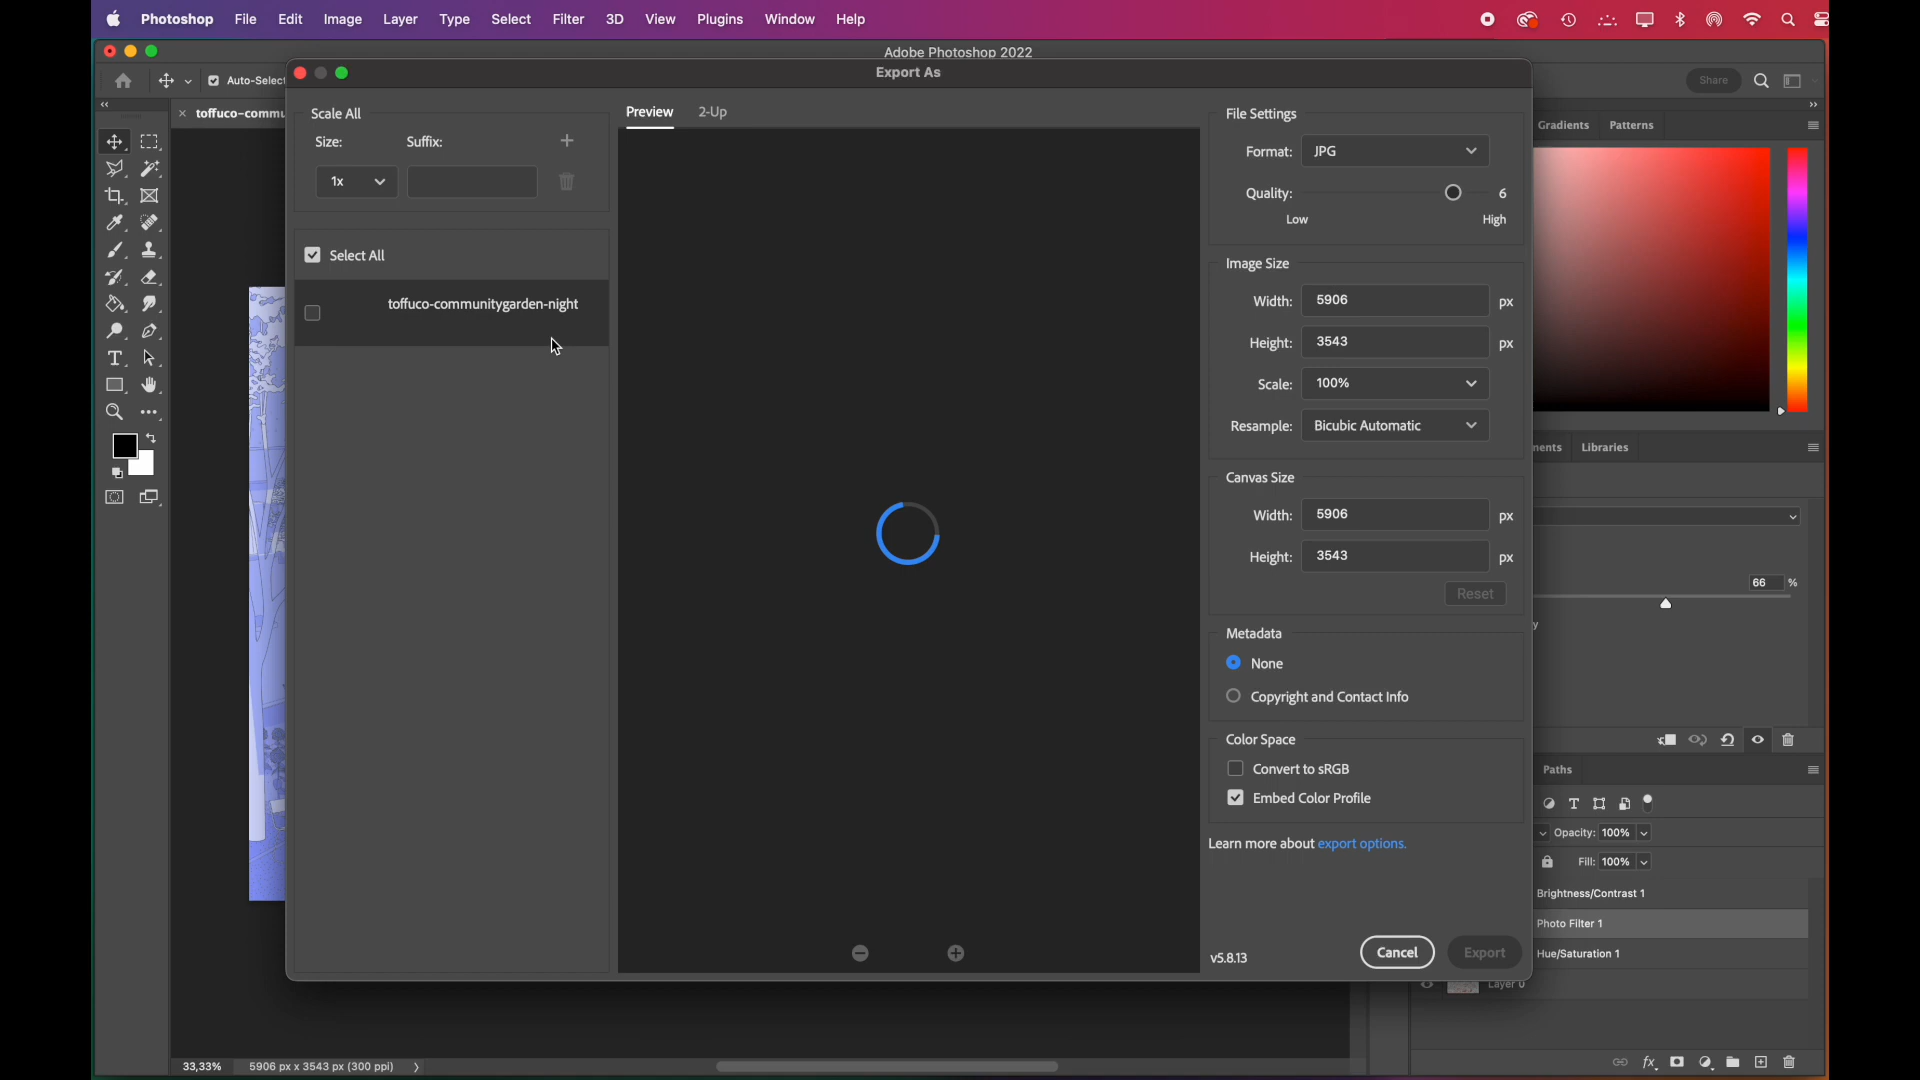 Photoshop File Edit Image Layer Type Select Filter 3D View Plugins Window Help
Adobe Photoshop 2022
Auto-Select
Share
Export As
toffuco-commu
Gradients Patterns
Scale All
Size: Suffix:
1x
Select All
toffuco-communitygarden-night
Preview 2-Up
File Settings
Format: JPG
Quality: 6
Low High
Image Size
Width: 5906 px
Height: 3543 px
Scale: 100%
Resample: Bicubic Automatic
Canvas Size
Width: 5906 px
Height: 3543 px
Reset
Metadata
None
Copyright and Contact Info
Color Space
Convert to sRGB
Embed Color Profile
Learn more about export options.
v5.8.13
Cancel Export
nents Libraries
66 %
y
Paths
Opacity: 100%
Fill: 100%
Brightness/Contrast 1
Photo Filter 1
Hue/Saturation 1
Layer 0
33,33% 5906 px x 3543 px (300 ppi)